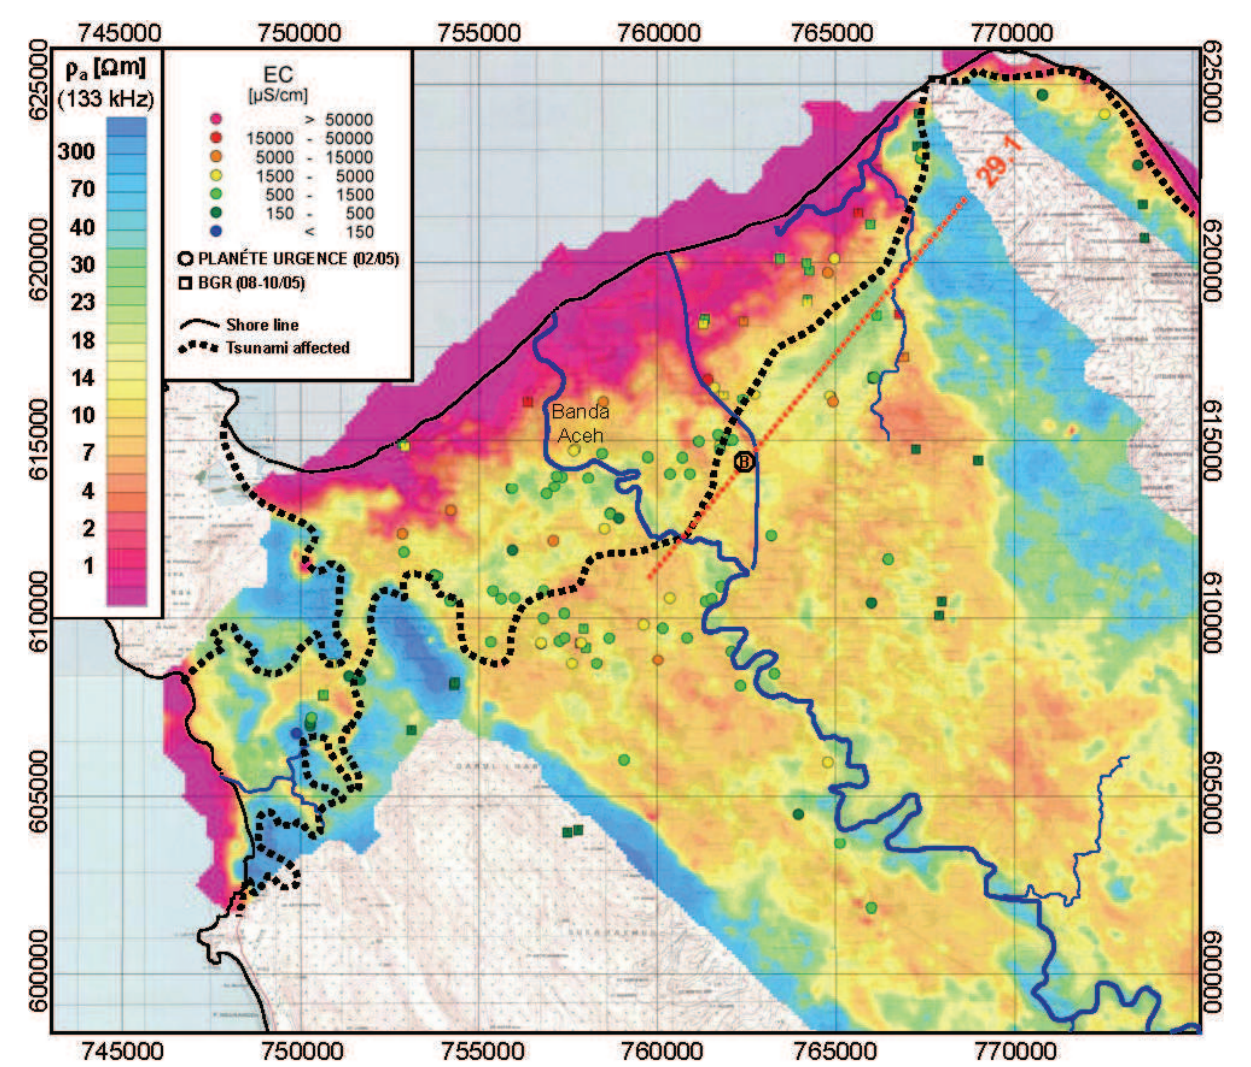 745000 750000 755000 760000 765000 770000
625000
620000
615000
610000
605000
600000
ρa [Ωm]
(133 kHz)
300
70
40
30
23
18
14
10
7
4
2
1
EC
[µS/cm]
> 50000
15000 - 50000
5000 - 15000
1500 - 5000
500 - 1500
150 - 500
< 150
PLANÉTE URGENCE (02/05)
BGR (08-10/05)
Shore line
Tsunami affected
29.1
Banda
Aceh
B
625000
620000
615000
610000
605000
600000
745000 750000 755000 760000 765000 770000